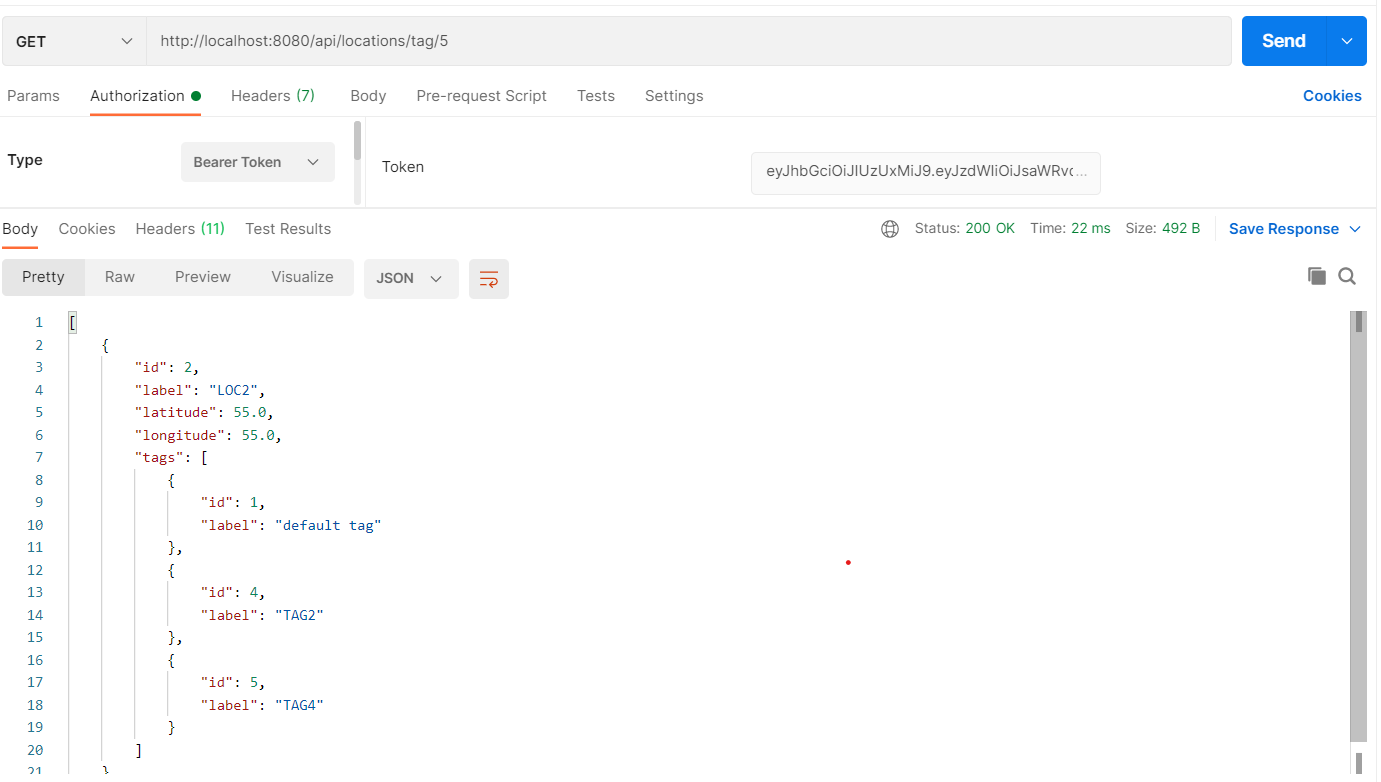 GET http://localhost:8080/api/locations/tag/5 Send
Params Authorization Headers (7) Body Pre-request Script Tests Settings Cookies
Type Bearer Token Token eyJhbGciOiJIUzUxMiJ9.eyJzdWIiOiJsaWRvc...
Body Cookies Headers (11) Test Results Status: 200 OK Time: 22 ms Size: 492 B Save Response
Pretty Raw Preview Visualize JSON
1 [
2 {
3 "id": 2,
4 "label": "LOC2",
5 "latitude": 55.0,
6 "longitude": 55.0,
7 "tags": [
8 {
9 "id": 1,
10 "label": "default tag"
11 },
12 {
13 "id": 4,
14 "label": "TAG2"
15 },
16 {
17 "id": 5,
18 "label": "TAG4"
19 }
20 ]
21 }